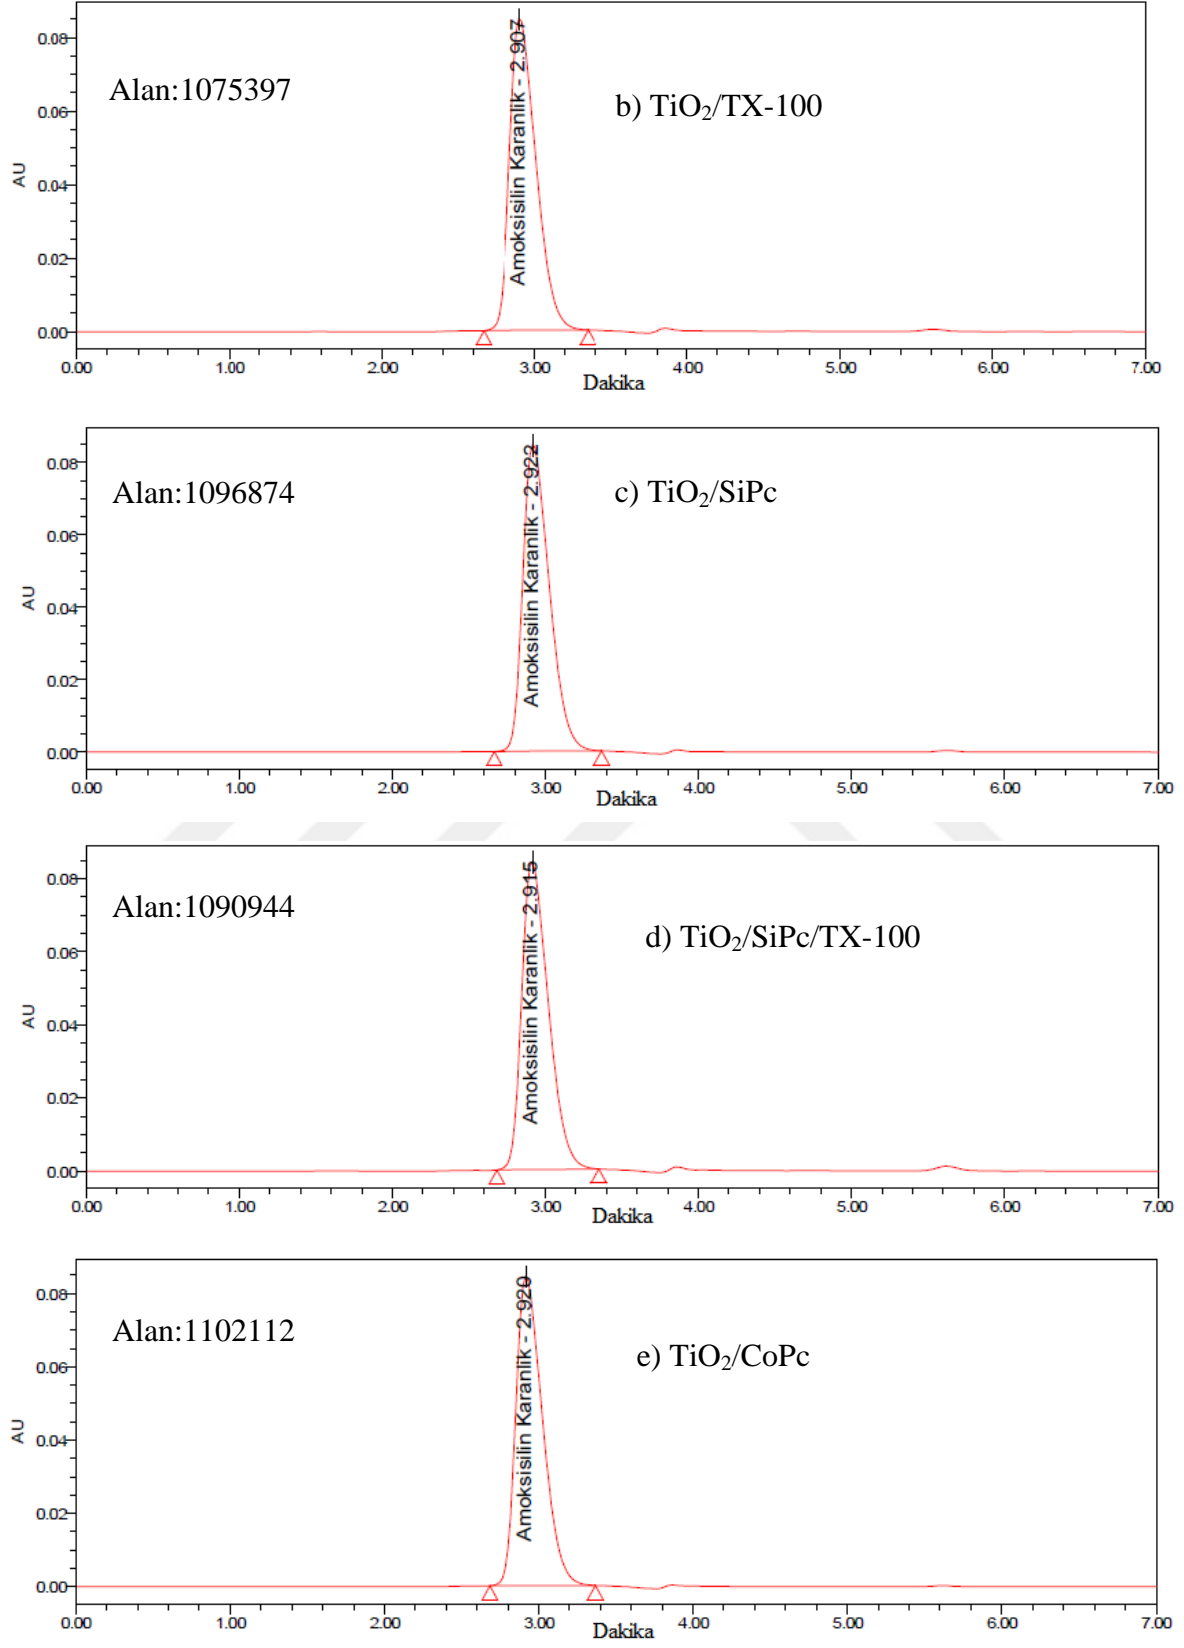 0.08
Amoksisilin Karanlik - 2.907
Alan:1075397
b) TiO₂/TX-100
0.06
AU
0.04
0.02
0.00
0.00 1.00 2.00 3.00 4.00 5.00 6.00 7.00
Dakika
0.08
Amoksisilin Karanlik - 2.922
Alan:1096874
c) TiO₂/SiPc
0.06
AU
0.04
0.02
0.00
0.00 1.00 2.00 3.00 4.00 5.00 6.00 7.00
Dakika
0.08
Amoksisilin Karanlik - 2.915
Alan:1090944
d) TiO₂/SiPc/TX-100
0.06
AU
0.04
0.02
0.00
0.00 1.00 2.00 3.00 4.00 5.00 6.00 7.00
Dakika
0.08
Amoksisilin Karanlik - 2.920
Alan:1102112
e) TiO₂/CoPc
0.06
AU
0.04
0.02
0.00
0.00 1.00 2.00 3.00 4.00 5.00 6.00 7.00
Dakika